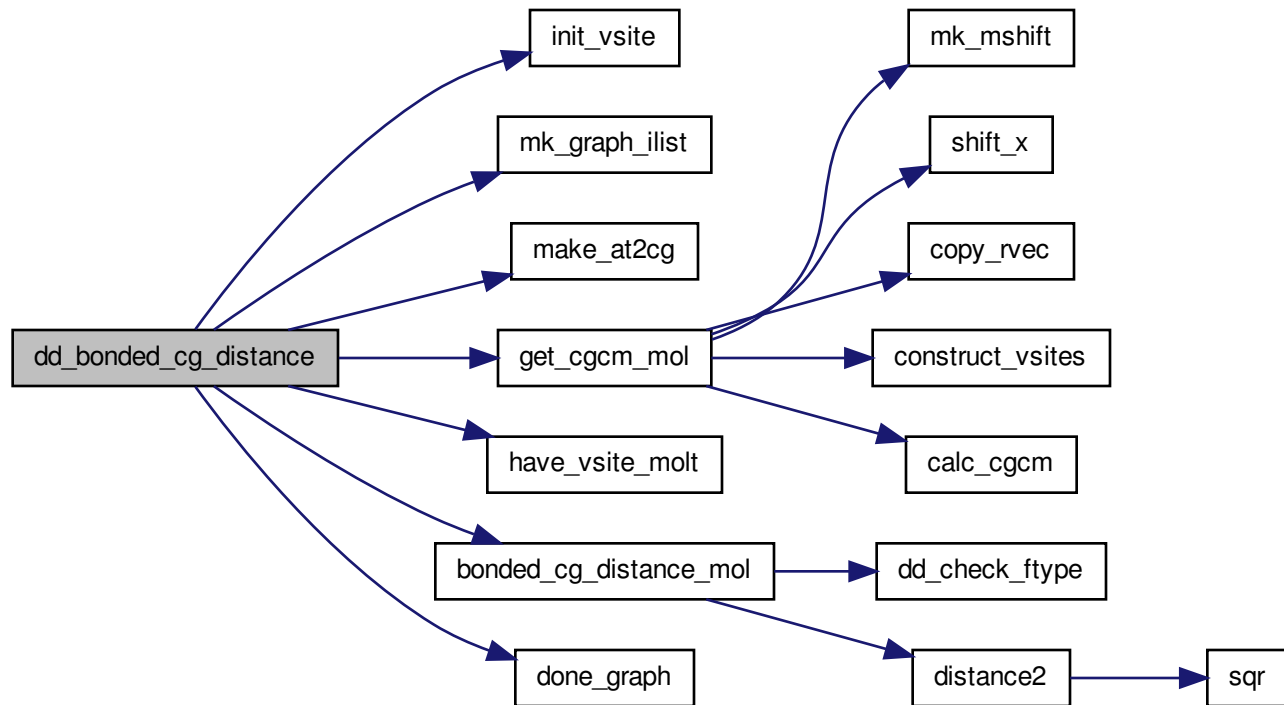 init_vsite
mk_mshift
mk_graph_ilist
shift_x
make_at2cg
copy_rvec
dd_bonded_cg_distance
get_cgcm_mol
construct_vsites
have_vsite_molt
calc_cgcm
bonded_cg_distance_mol
dd_check_ftype
done_graph
distance2
sqr